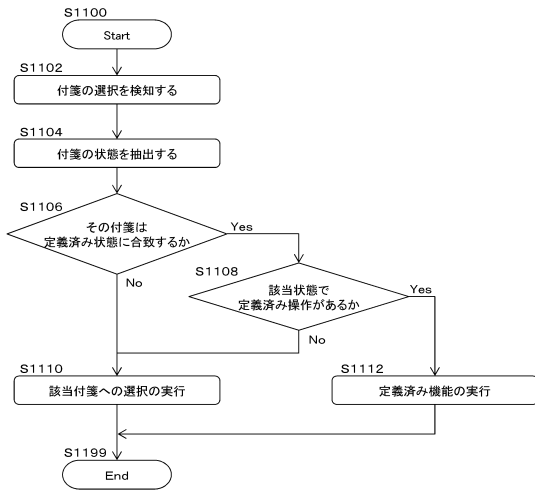 S1100
Start
S1102
付箋の選択を検知する
S1104
付箋の状態を抽出する
S1106
その付箋は
定義済み状態に合致するか
Yes
No
S1108
該当状態で
定義済み操作があるか
Yes
No
S1110
該当付箋への選択の実行
S1112
定義済み機能の実行
S1199
End